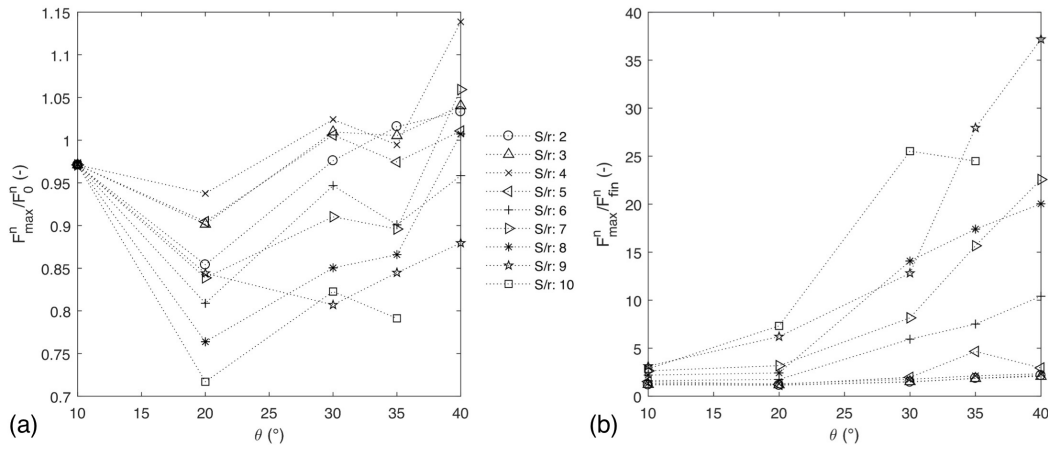 1.15
1.1
1.05
1
0.95
0.9
0.85
0.8
0.75
0.7
10 15 20 25 30 35 40
F^n_max/F^n_0 (-)
θ (°)
(a)
S/r: 2
S/r: 3
S/r: 4
S/r: 5
S/r: 6
S/r: 7
S/r: 8
S/r: 9
S/r: 10
40
35
30
25
20
15
10
5
0
10 15 20 25 30 35 40
F^n_max/F^n_fin (-)
θ (°)
(b)